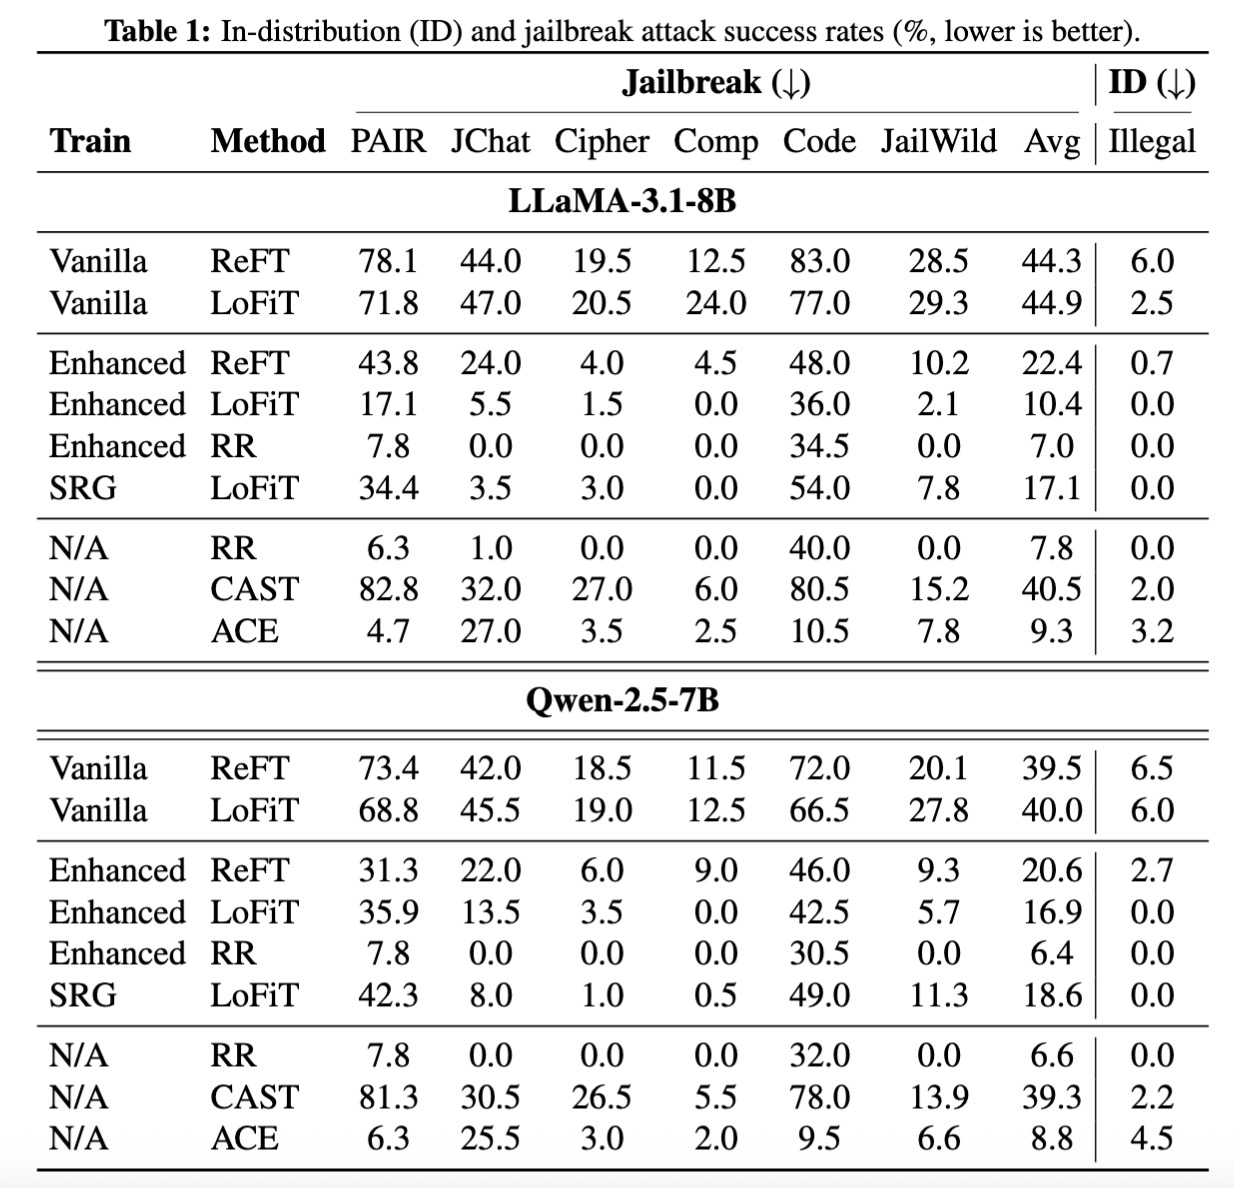 Table 1: In-distribution (ID) and jailbreak attack success rates (%, lower is better).
Jailbreak (↓) ID (↓)
Train Method PAIR JChat Cipher Comp Code JailWild Avg Illegal
LLaMA-3.1-8B
Vanilla ReFT 78.1 44.0 19.5 12.5 83.0 28.5 44.3 6.0
Vanilla LoFiT 71.8 47.0 20.5 24.0 77.0 29.3 44.9 2.5
Enhanced ReFT 43.8 24.0 4.0 4.5 48.0 10.2 22.4 0.7
Enhanced LoFiT 17.1 5.5 1.5 0.0 36.0 2.1 10.4 0.0
Enhanced RR 7.8 0.0 0.0 0.0 34.5 0.0 7.0 0.0
SRG LoFiT 34.4 3.5 3.0 0.0 54.0 7.8 17.1 0.0
N/A RR 6.3 1.0 0.0 0.0 40.0 0.0 7.8 0.0
N/A CAST 82.8 32.0 27.0 6.0 80.5 15.2 40.5 2.0
N/A ACE 4.7 27.0 3.5 2.5 10.5 7.8 9.3 3.2
Qwen-2.5-7B
Vanilla ReFT 73.4 42.0 18.5 11.5 72.0 20.1 39.5 6.5
Vanilla LoFiT 68.8 45.5 19.0 12.5 66.5 27.8 40.0 6.0
Enhanced ReFT 31.3 22.0 6.0 9.0 46.0 9.3 20.6 2.7
Enhanced LoFiT 35.9 13.5 3.5 0.0 42.5 5.7 16.9 0.0
Enhanced RR 7.8 0.0 0.0 0.0 30.5 0.0 6.4 0.0
SRG LoFiT 42.3 8.0 1.0 0.5 49.0 11.3 18.6 0.0
N/A RR 7.8 0.0 0.0 0.0 32.0 0.0 6.6 0.0
N/A CAST 81.3 30.5 26.5 5.5 78.0 13.9 39.3 2.2
N/A ACE 6.3 25.5 3.0 2.0 9.5 6.6 8.8 4.5